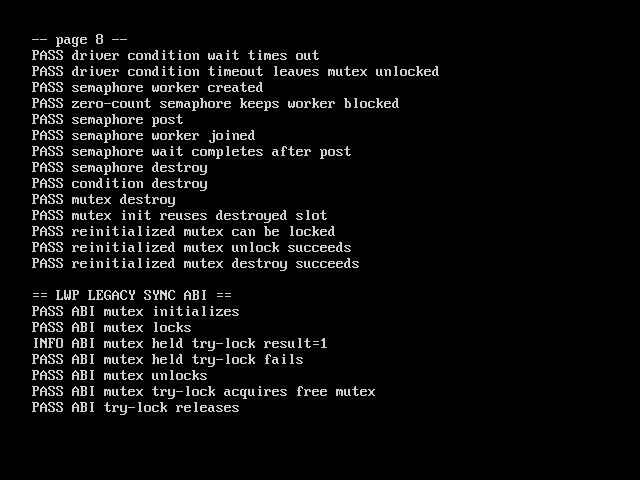 -- page 8 --
PASS driver condition wait times out
PASS driver condition timeout leaves mutex unlocked
PASS semaphore worker created
PASS zero-count semaphore keeps worker blocked
PASS semaphore post
PASS semaphore worker joined
PASS semaphore wait completes after post
PASS semaphore destroy
PASS condition destroy
PASS mutex destroy
PASS mutex init reuses destroyed slot
PASS reinitialized mutex can be locked
PASS reinitialized mutex unlock succeeds
PASS reinitialized mutex destroy succeeds
== LWP LEGACY SYNC ABI ==
PASS ABI mutex initializes
PASS ABI mutex locks
INFO ABI mutex held try-lock result=1
PASS ABI mutex held try-lock fails
PASS ABI mutex unlocks
PASS ABI mutex try-lock acquires free mutex
PASS ABI try-lock releases